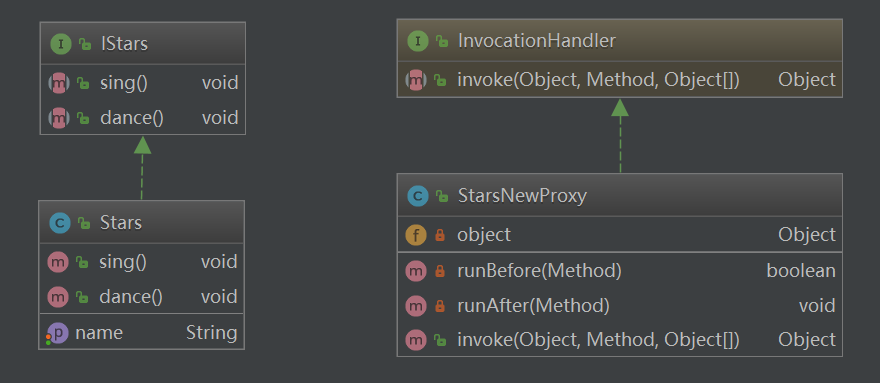 I IStars
m sing() void
m dance() void
C Stars
m sing() void
m dance() void
p name String
I InvocationHandler
m invoke(Object, Method, Object[]) Object
C StarsNewProxy
f object Object
m runBefore(Method) boolean
m runAfter(Method) void
m invoke(Object, Method, Object[]) Object